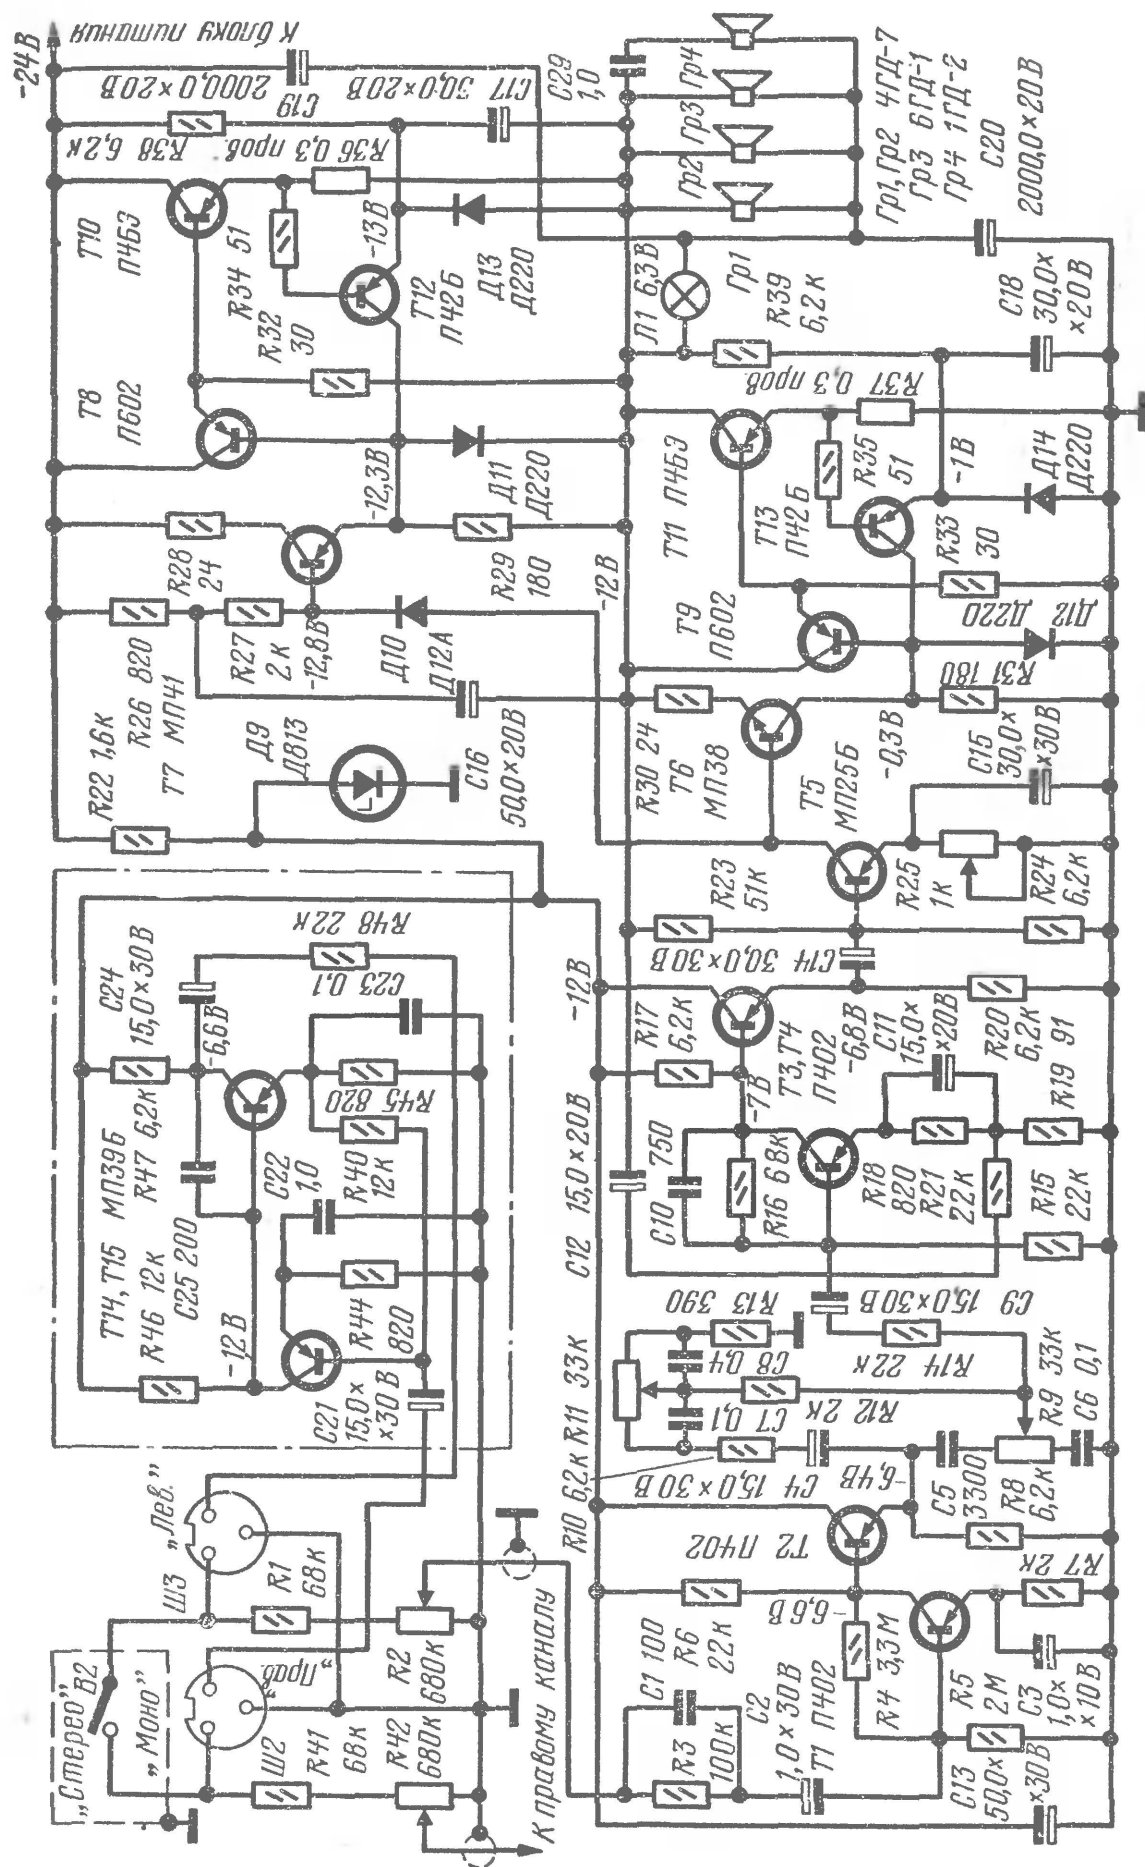 -24В
К блоку питания
2000,0×20В
С19
30,0×20В
С17
R38 6,2к
R36 0,3 пров.
С29
1,0
Т10
П4БЭ
R34 51
R32
30
-13В
Т12
П42Б
Д13
Д220
Гр4
Гр3
Гр2
Гр1
Гр1, Гр2 4ГД-7
Гр3 6ГД-1
Гр4 1ГД-2
С20
2000,0×20В
Л1 6,3В
R39
6,2к
С18
30,0×
×20В
Т8
П602
-12,3В
Д11
Д220
R28
24
R29
180
-12В
Т11 П4БЭ
R37 0,3 пров.
R35
51
Т13
П42Б
-1В
Д14
Д220
R33
30
Т9
П602
Д12
Д220
R22 1,6к
R26 820
Т7 МП41
R27
2к
-12,8В
Д10
Д12А
Д9
Д813
С16
50,0×20В
R30 24
Т6
МП38
Т5
МП25Б
-0,3В
R31 180
С15
30,0×
×30В
R23
51к
R25
1к
R24
6,2к
С14 30,0×30В
С24
15,0×30В
-6,6В
R48 22к
С23 0,1
Т14, Т15 МП39Б
R46 12к
R47 6,2к
С25 200
-1,2В
С22
1,0
R45 820
R40
12к
R44
820
С21
15,0×
×30В
-12В
R17
6,2к
Т3, Т4
П402
-6,8В
С11
15,0×
×20В
R20
6,2к
R19 91
-7В
С12 15,0×20В
С10 750
R16 68к
R18
820
R21
22к
R15
22к
С9 15,0×30В
R13 390
С8 0,4
R14 22к
R11 33к
С7 0,1
R12 2к
R9 33к
С6 0,1
R10 6,2к
С4 15,0×30В
-6,4В
С5
3300
R8
6,2к
Т2 П402
R7 2к
-6,6В
„Стерео"
В2
„Моно"
Ш3
„Лев."
R1
68к
Ш2
„Прав."
R41
68к
R2
680к
R42
680к
К правому каналу
С1 100
R6
22к
R3
100к
С2
1,0×30В
Т1 П402
R4 3,3М
R5
2М
С3
1,0×
×10В
С13
50,0×
×30В